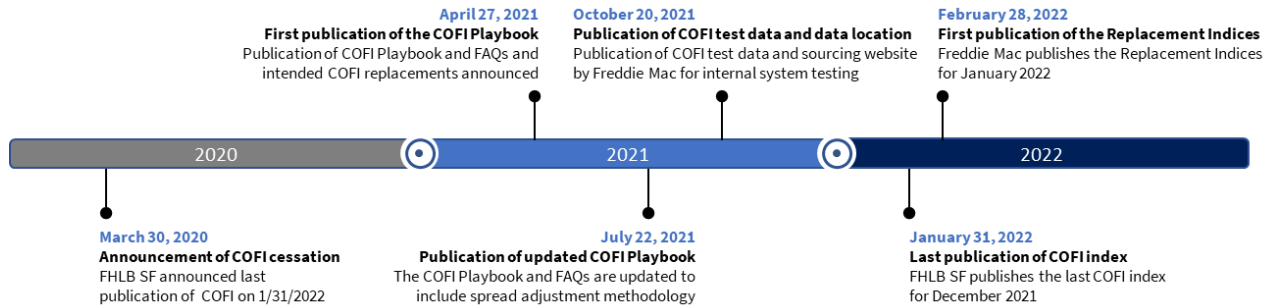 April 27, 2021
First publication of the COFI Playbook
Publication of COFI Playbook and FAQs and
intended COFI replacements announced
October 20, 2021
Publication of COFI test data and data location
Publication of COFI test data and sourcing website
by Freddie Mac for internal system testing
February 28, 2022
First publication of the Replacement Indices
Freddie Mac publishes the Replacement Indices
for January 2022
2020
2021
2022
March 30, 2020
Announcement of COFI cessation
FHLB SF announced last
publication of COFI on 1/31/2022
July 22, 2021
Publication of updated COFI Playbook
The COFI Playbook and FAQs are updated to
include spread adjustment methodology
January 31, 2022
Last publication of COFI index
FHLB SF publishes the last COFI index
for December 2021